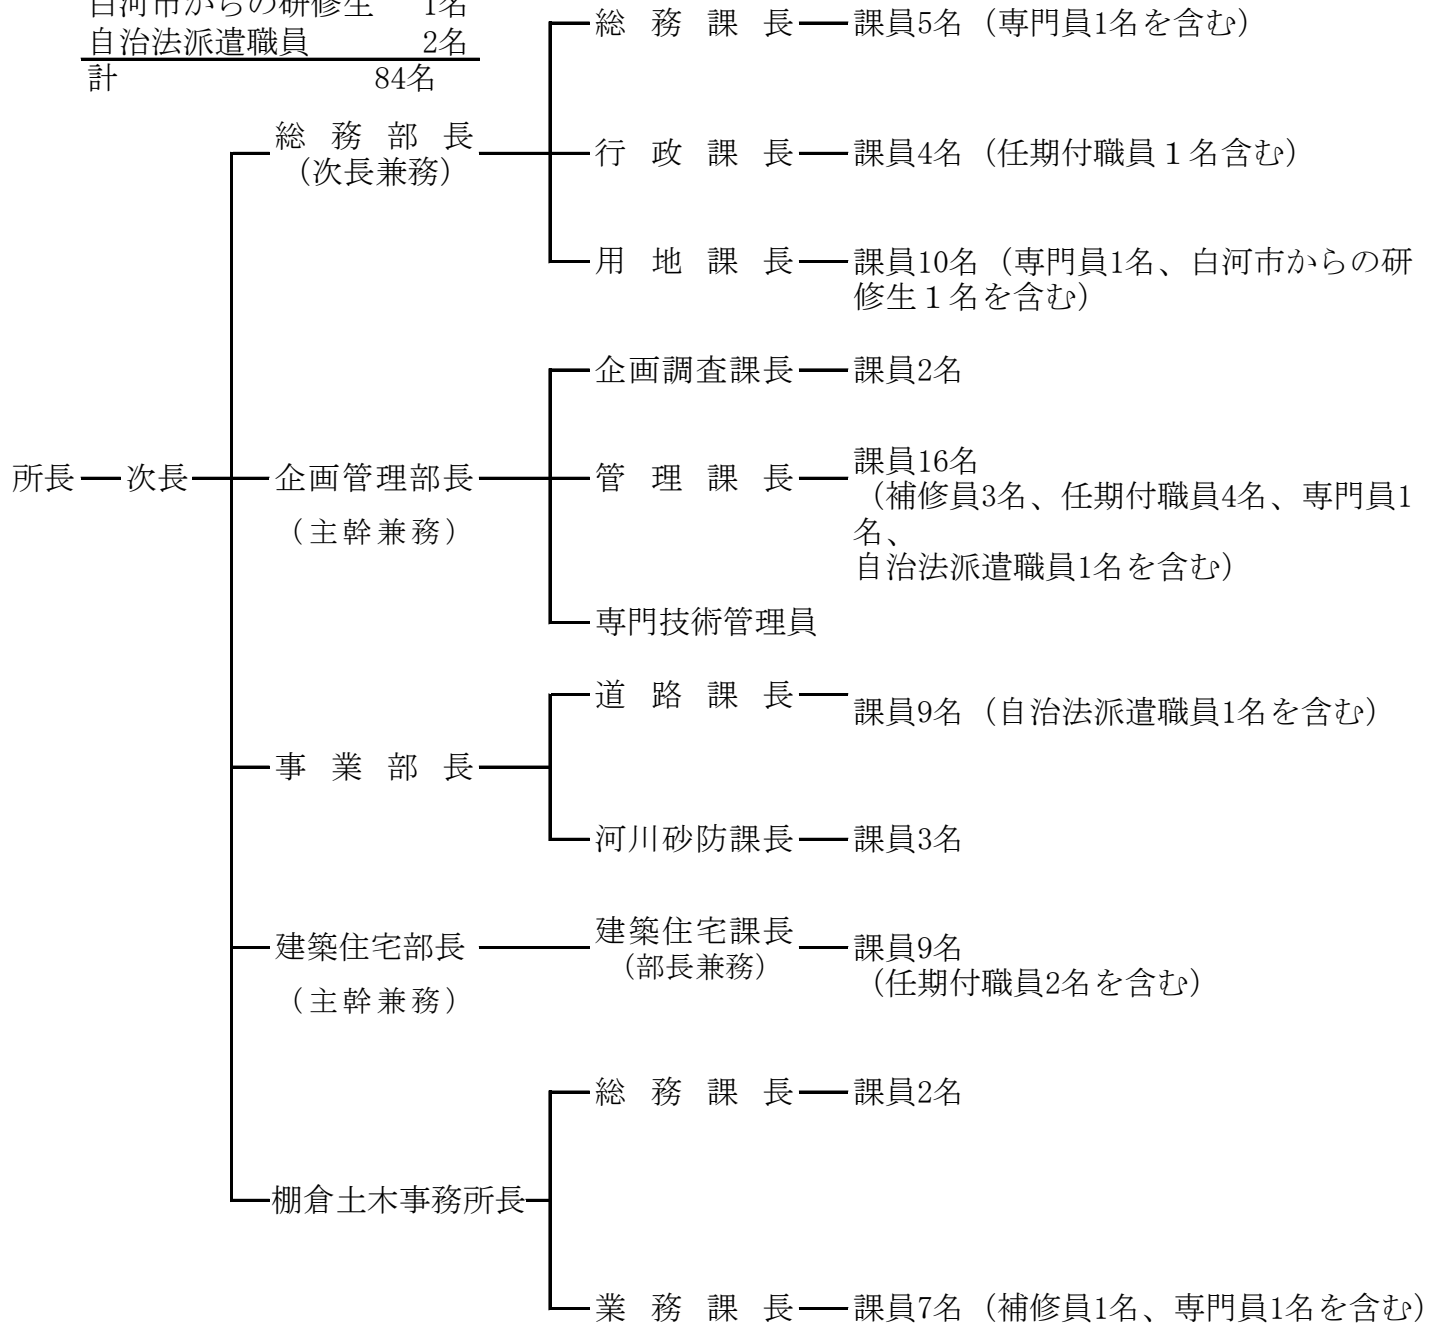 白河市からの研修生 1名
自治法派遣職員 2名
計 84名
総務課長 課員5名（専門員1名を含む）
総務部長
（次長兼務）
行政課長 課員4名（任期付職員１名含む）
用地課長 課員10名（専門員1名、白河市からの研
修生１名を含む）
企画調査課長 課員2名
所長 次長 企画管理部長
（主幹兼務）
管理課長 課員16名
（補修員3名、任期付職員4名、専門員1
名、
自治法派遣職員1名を含む）
専門技術管理員
事業部長
道路課長 課員9名（自治法派遣職員1名を含む）
河川砂防課長 課員3名
建築住宅部長
（主幹兼務）
建築住宅課長
（部長兼務）
課員9名
（任期付職員2名を含む）
棚倉土木事務所長
総務課長 課員2名
業務課長 課員7名（補修員1名、専門員1名を含む）